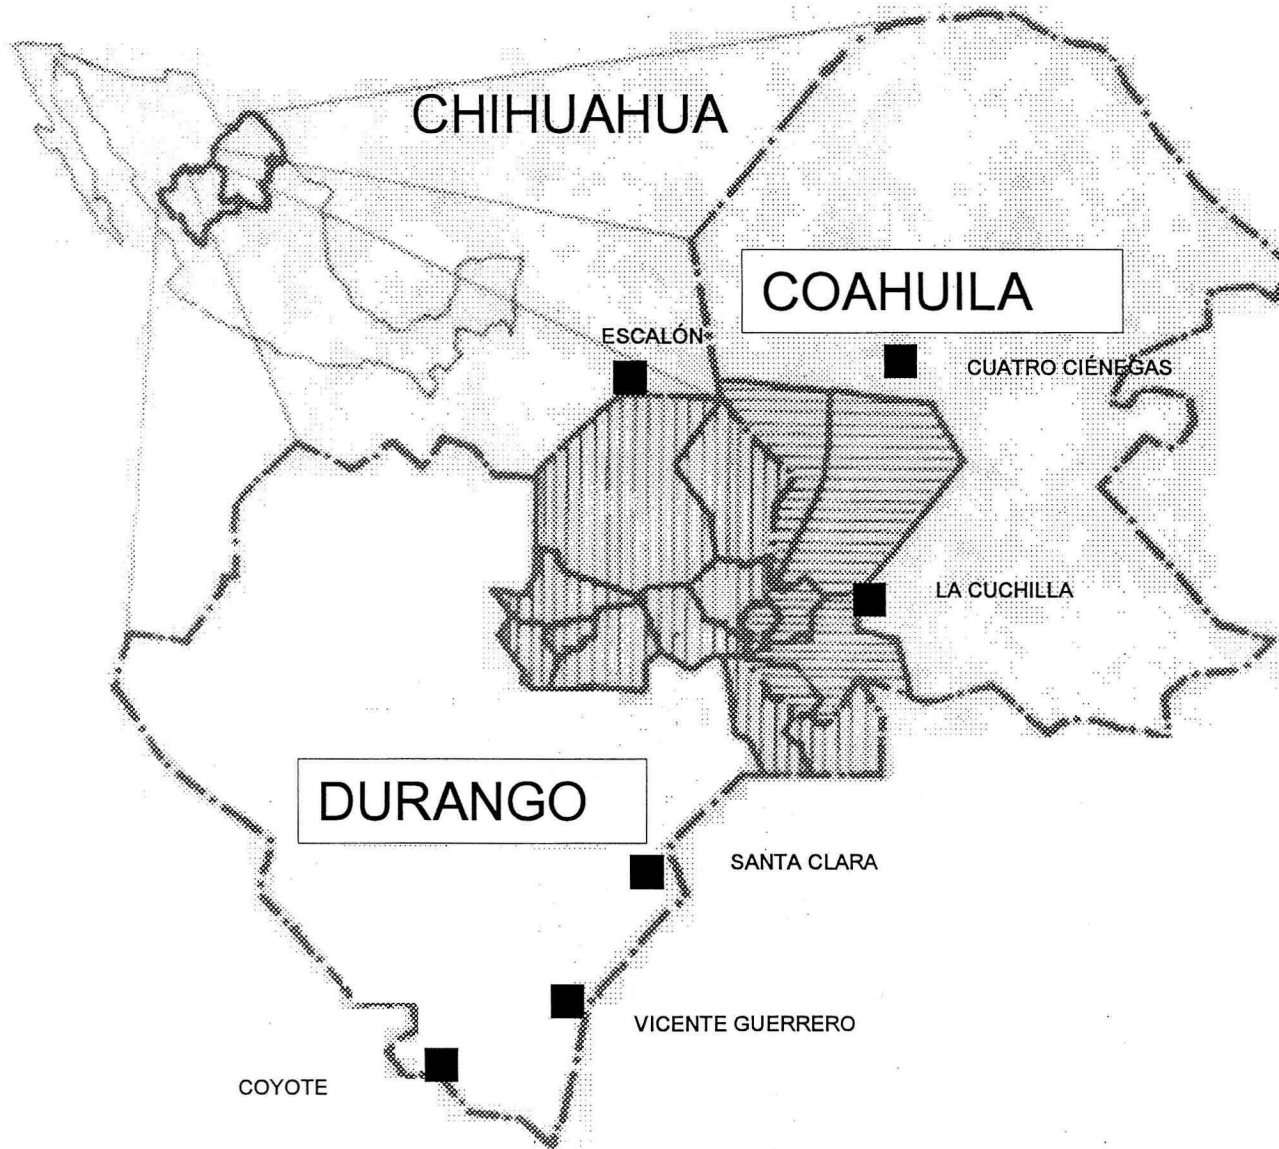 CHIHUAHUA
COAHUILA
ESCALÓN
CUATRO CIÉNEGAS
LA CUCHILLA
DURANGO
SANTA CLARA
VICENTE GUERRERO
COYOTE